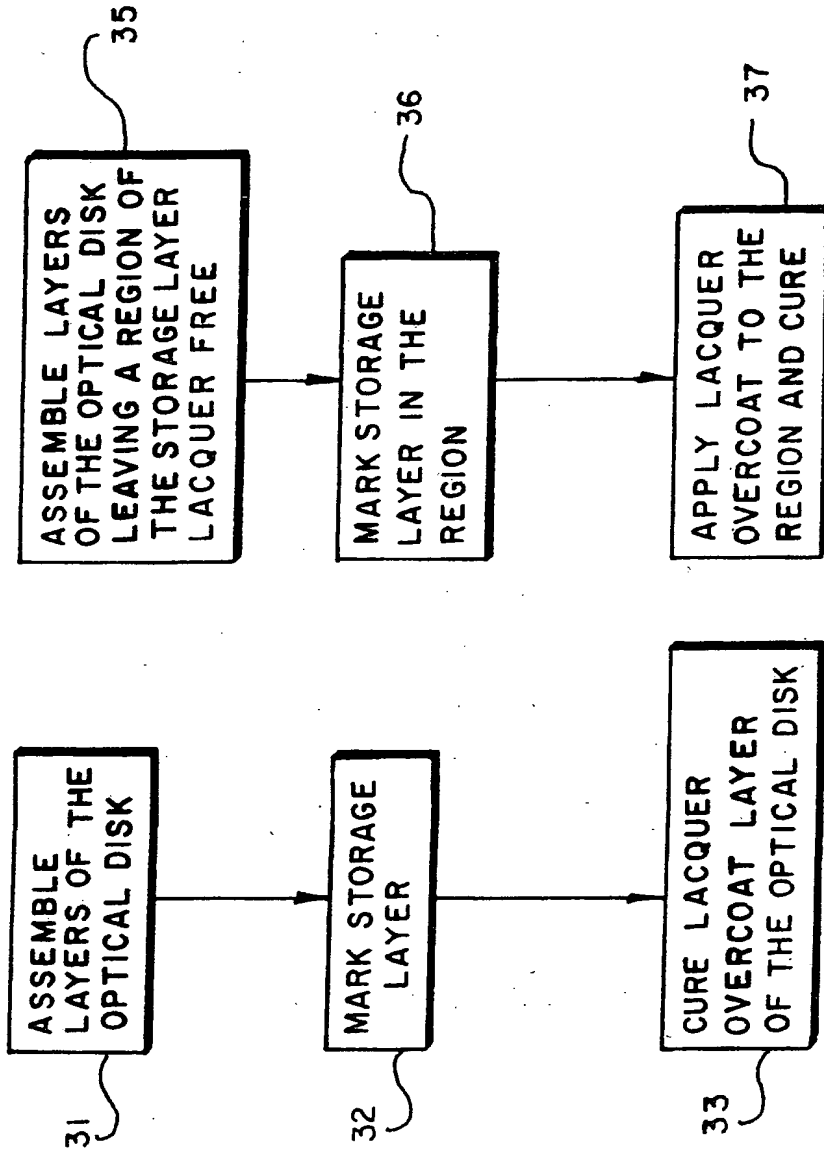 31
ASSEMBLE
LAYERS OF THE
OPTICAL DISK
32
MARK STORAGE
LAYER
33
CURE LACQUER
OVERCOAT LAYER
OF THE OPTICAL DISK
35
ASSEMBLE LAYERS
OF THE OPTICAL DISK
LEAVING A REGION OF
THE STORAGE LAYER
LACQUER FREE
36
MARK STORAGE
LAYER IN THE
REGION
37
APPLY LACQUER
OVERCOAT TO THE
REGION AND CURE